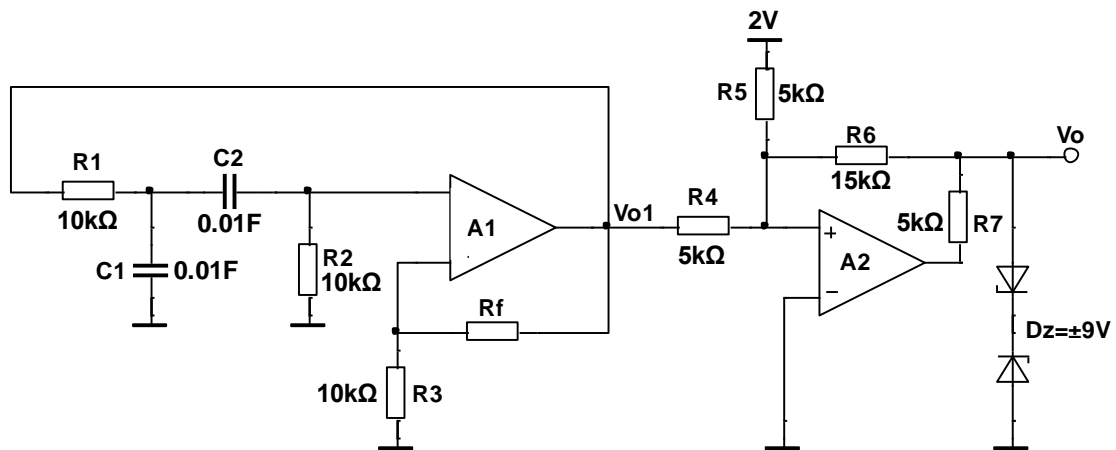 2V
R5
5kΩ
R6
15kΩ
Vo
R1
10kΩ
C2
0.01F
A1
Vo1
R4
5kΩ
5kΩ
R7
C1
0.01F
R2
10kΩ
+
A2
−
Rf
Dz=±9V
10kΩ
R3